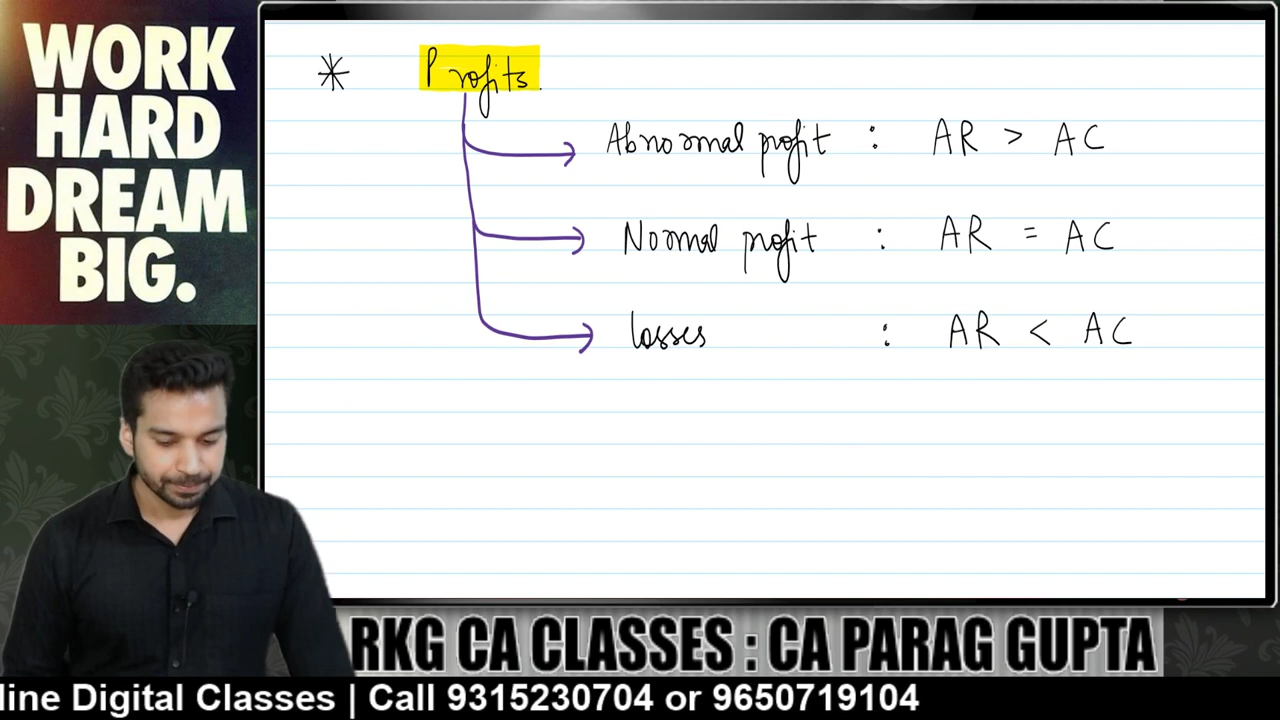 WORK
HARD
DREAM
BIG.
* Profits.
Abnormal profit : AR > AC
Normal profit : AR = AC
losses : AR < AC
RKG CA CLASSES : CA PARAG GUPTA
line Digital Classes | Call 9315230704 or 9650719104